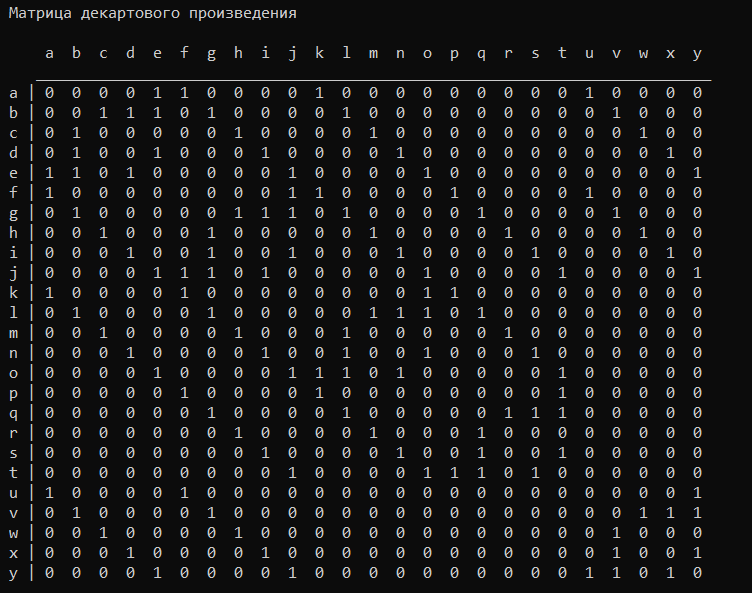 Матрица декартового произведения
a b c d e f g h i j k l m n o p q r s t u v w x y
a | 0 0 0 0 1 1 0 0 0 0 1 0 0 0 0 0 0 0 0 0 1 0 0 0 0
b | 0 0 1 1 1 0 1 0 0 0 0 1 0 0 0 0 0 0 0 0 0 1 0 0 0
c | 0 1 0 0 0 0 0 1 0 0 0 0 1 0 0 0 0 0 0 0 0 0 1 0 0
d | 0 1 0 0 1 0 0 0 1 0 0 0 0 1 0 0 0 0 0 0 0 0 0 1 0
e | 1 1 0 1 0 0 0 0 0 1 0 0 0 0 1 0 0 0 0 0 0 0 0 0 1
f | 1 0 0 0 0 0 0 0 0 1 1 0 0 0 0 1 0 0 0 0 1 0 0 0 0
g | 0 1 0 0 0 0 0 1 1 1 0 1 0 0 0 0 1 0 0 0 0 1 0 0 0
h | 0 0 1 0 0 0 1 0 0 0 0 0 1 0 0 0 0 1 0 0 0 0 1 0 0
i | 0 0 0 1 0 0 1 0 0 1 0 0 0 1 0 0 0 0 1 0 0 0 0 1 0
j | 0 0 0 0 1 1 1 0 1 0 0 0 0 0 1 0 0 0 0 1 0 0 0 0 1
k | 1 0 0 0 0 1 0 0 0 0 0 0 0 0 1 1 0 0 0 0 0 0 0 0 0
l | 0 1 0 0 0 0 1 0 0 0 0 0 1 1 1 0 1 0 0 0 0 0 0 0 0
m | 0 0 1 0 0 0 0 1 0 0 0 1 0 0 0 0 0 1 0 0 0 0 0 0 0
n | 0 0 0 1 0 0 0 0 1 0 0 1 0 0 1 0 0 0 1 0 0 0 0 0 0
o | 0 0 0 0 1 0 0 0 0 1 1 1 0 1 0 0 0 0 0 1 0 0 0 0 0
p | 0 0 0 0 0 1 0 0 0 0 1 0 0 0 0 0 0 0 0 1 0 0 0 0 0
q | 0 0 0 0 0 0 1 0 0 0 0 1 0 0 0 0 0 1 1 1 0 0 0 0 0
r | 0 0 0 0 0 0 0 1 0 0 0 0 1 0 0 0 1 0 0 0 0 0 0 0 0
s | 0 0 0 0 0 0 0 0 1 0 0 0 0 1 0 0 1 0 0 1 0 0 0 0 0
t | 0 0 0 0 0 0 0 0 0 1 0 0 0 0 1 1 1 0 1 0 0 0 0 0 0
u | 1 0 0 0 0 1 0 0 0 0 0 0 0 0 0 0 0 0 0 0 0 0 0 0 1
v | 0 1 0 0 0 0 1 0 0 0 0 0 0 0 0 0 0 0 0 0 0 0 1 1 1
w | 0 0 1 0 0 0 0 1 0 0 0 0 0 0 0 0 0 0 0 0 0 1 0 0 0
x | 0 0 0 1 0 0 0 0 1 0 0 0 0 0 0 0 0 0 0 0 0 1 0 0 1
y | 0 0 0 0 1 0 0 0 0 1 0 0 0 0 0 0 0 0 0 0 1 1 0 1 0